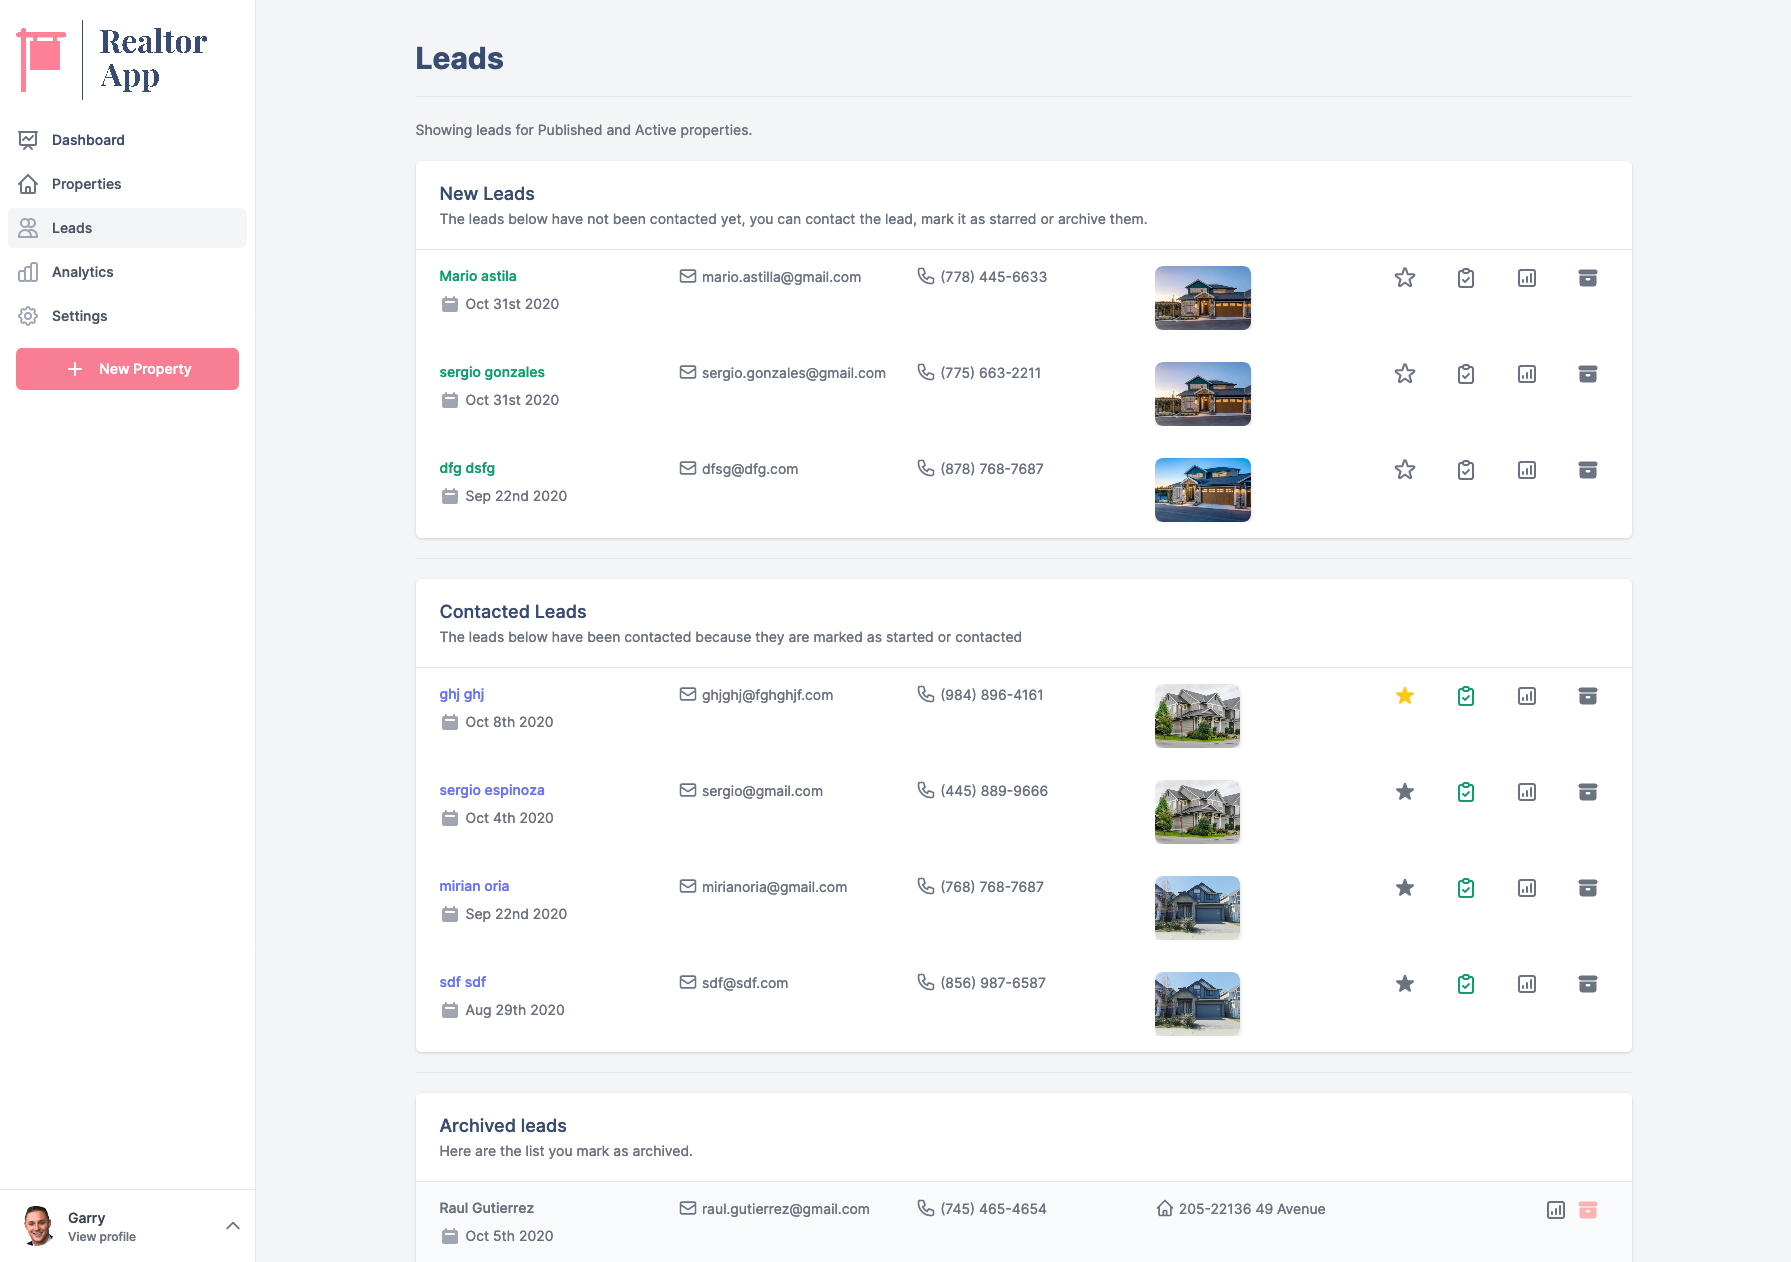 Realtor
App
Dashboard
Properties
Leads
Analytics
Settings
New Property
Garry
View profile
Leads
Showing leads for Published and Active properties.
New Leads
The leads below have not been contacted yet, you can contact the lead, mark it as starred or archive them.
Mario astila mario.astilla@gmail.com (778) 445-6633
Oct 31st 2020
sergio gonzales sergio.gonzales@gmail.com (775) 663-2211
Oct 31st 2020
dfg dsfg dfsg@dfg.com (878) 768-7687
Sep 22nd 2020
Contacted Leads
The leads below have been contacted because they are marked as started or contacted
ghj ghj ghjghj@fghghjf.com (984) 896-4161
Oct 8th 2020
sergio espinoza sergio@gmail.com (445) 889-9666
Oct 4th 2020
mirian oria mirianoria@gmail.com (768) 768-7687
Sep 22nd 2020
sdf sdf sdf@sdf.com (856) 987-6587
Aug 29th 2020
Archived leads
Here are the list you mark as archived.
Raul Gutierrez raul.gutierrez@gmail.com (745) 465-4654 205-22136 49 Avenue
Oct 5th 2020